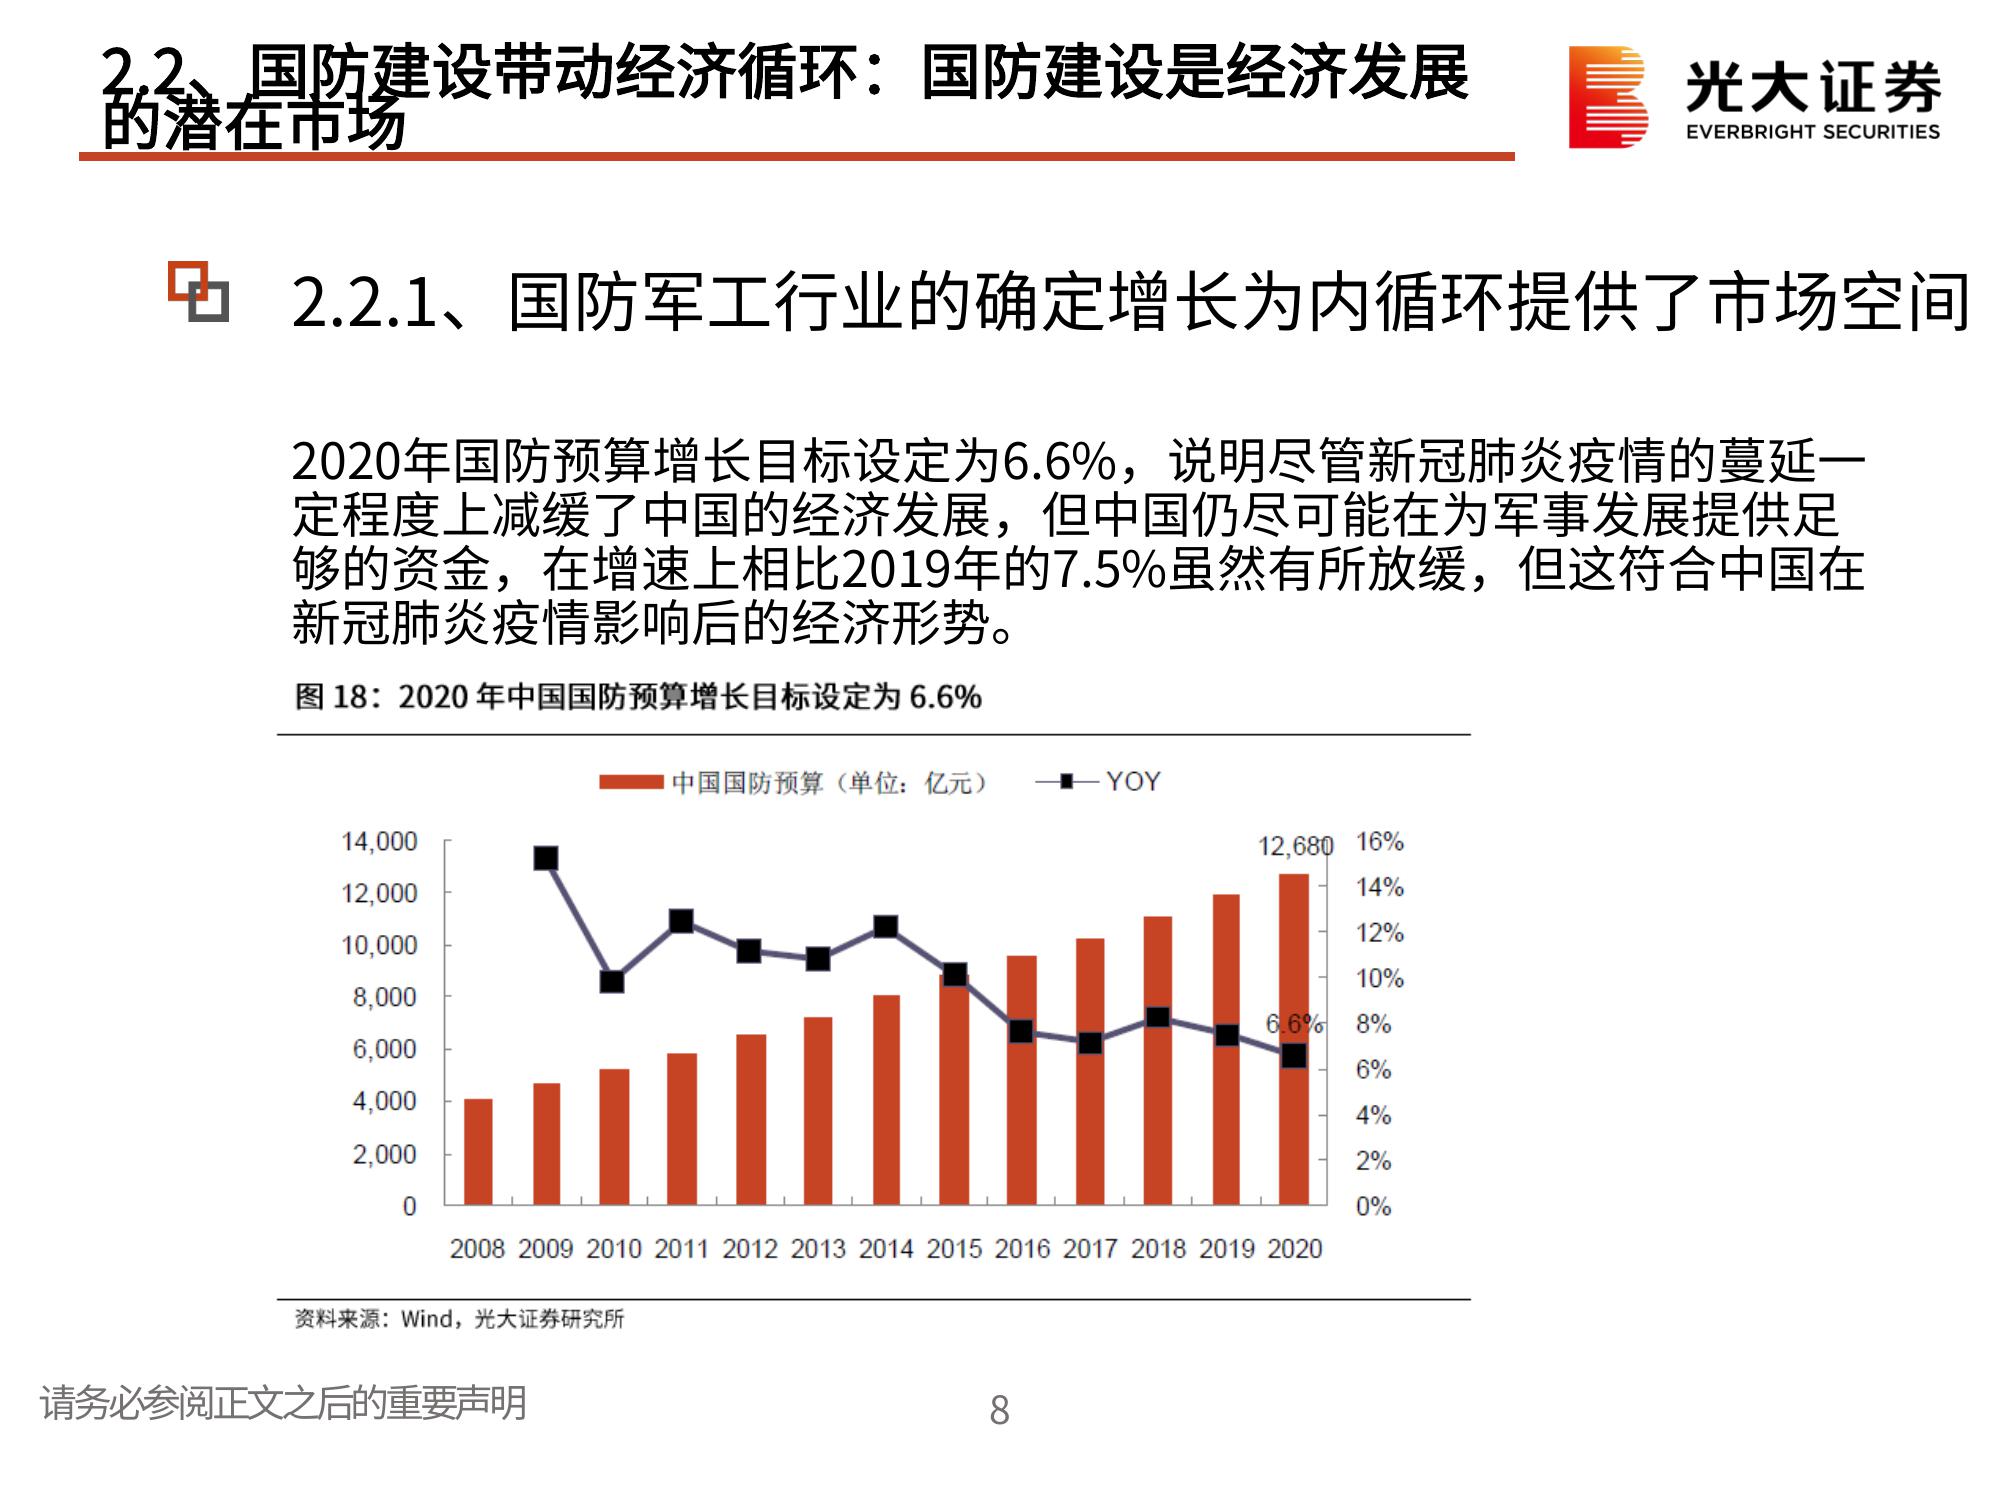 2.2、国防建设带动经济循环：国防建设是经济发展
的潜在市场
光大证券
EVERBRIGHT SECURITIES
2.2.1、国防军工行业的确定增长为内循环提供了市场空间
2020年国防预算增长目标设定为6.6%，说明尽管新冠肺炎疫情的蔓延一
定程度上减缓了中国的经济发展，但中国仍尽可能在为军事发展提供足
够的资金，在增速上相比2019年的7.5%虽然有所放缓，但这符合中国在
新冠肺炎疫情影响后的经济形势。
图 18：2020 年中国国防预算增长目标设定为 6.6%
中国国防预算（单位：亿元） YOY
14,000
12,000
10,000
8,000
6,000
4,000
2,000
0
12,680
6.6%
16%
14%
12%
10%
8%
6%
4%
2%
0%
2008 2009 2010 2011 2012 2013 2014 2015 2016 2017 2018 2019 2020
资料来源：Wind，光大证券研究所
请务必参阅正文之后的重要声明
8